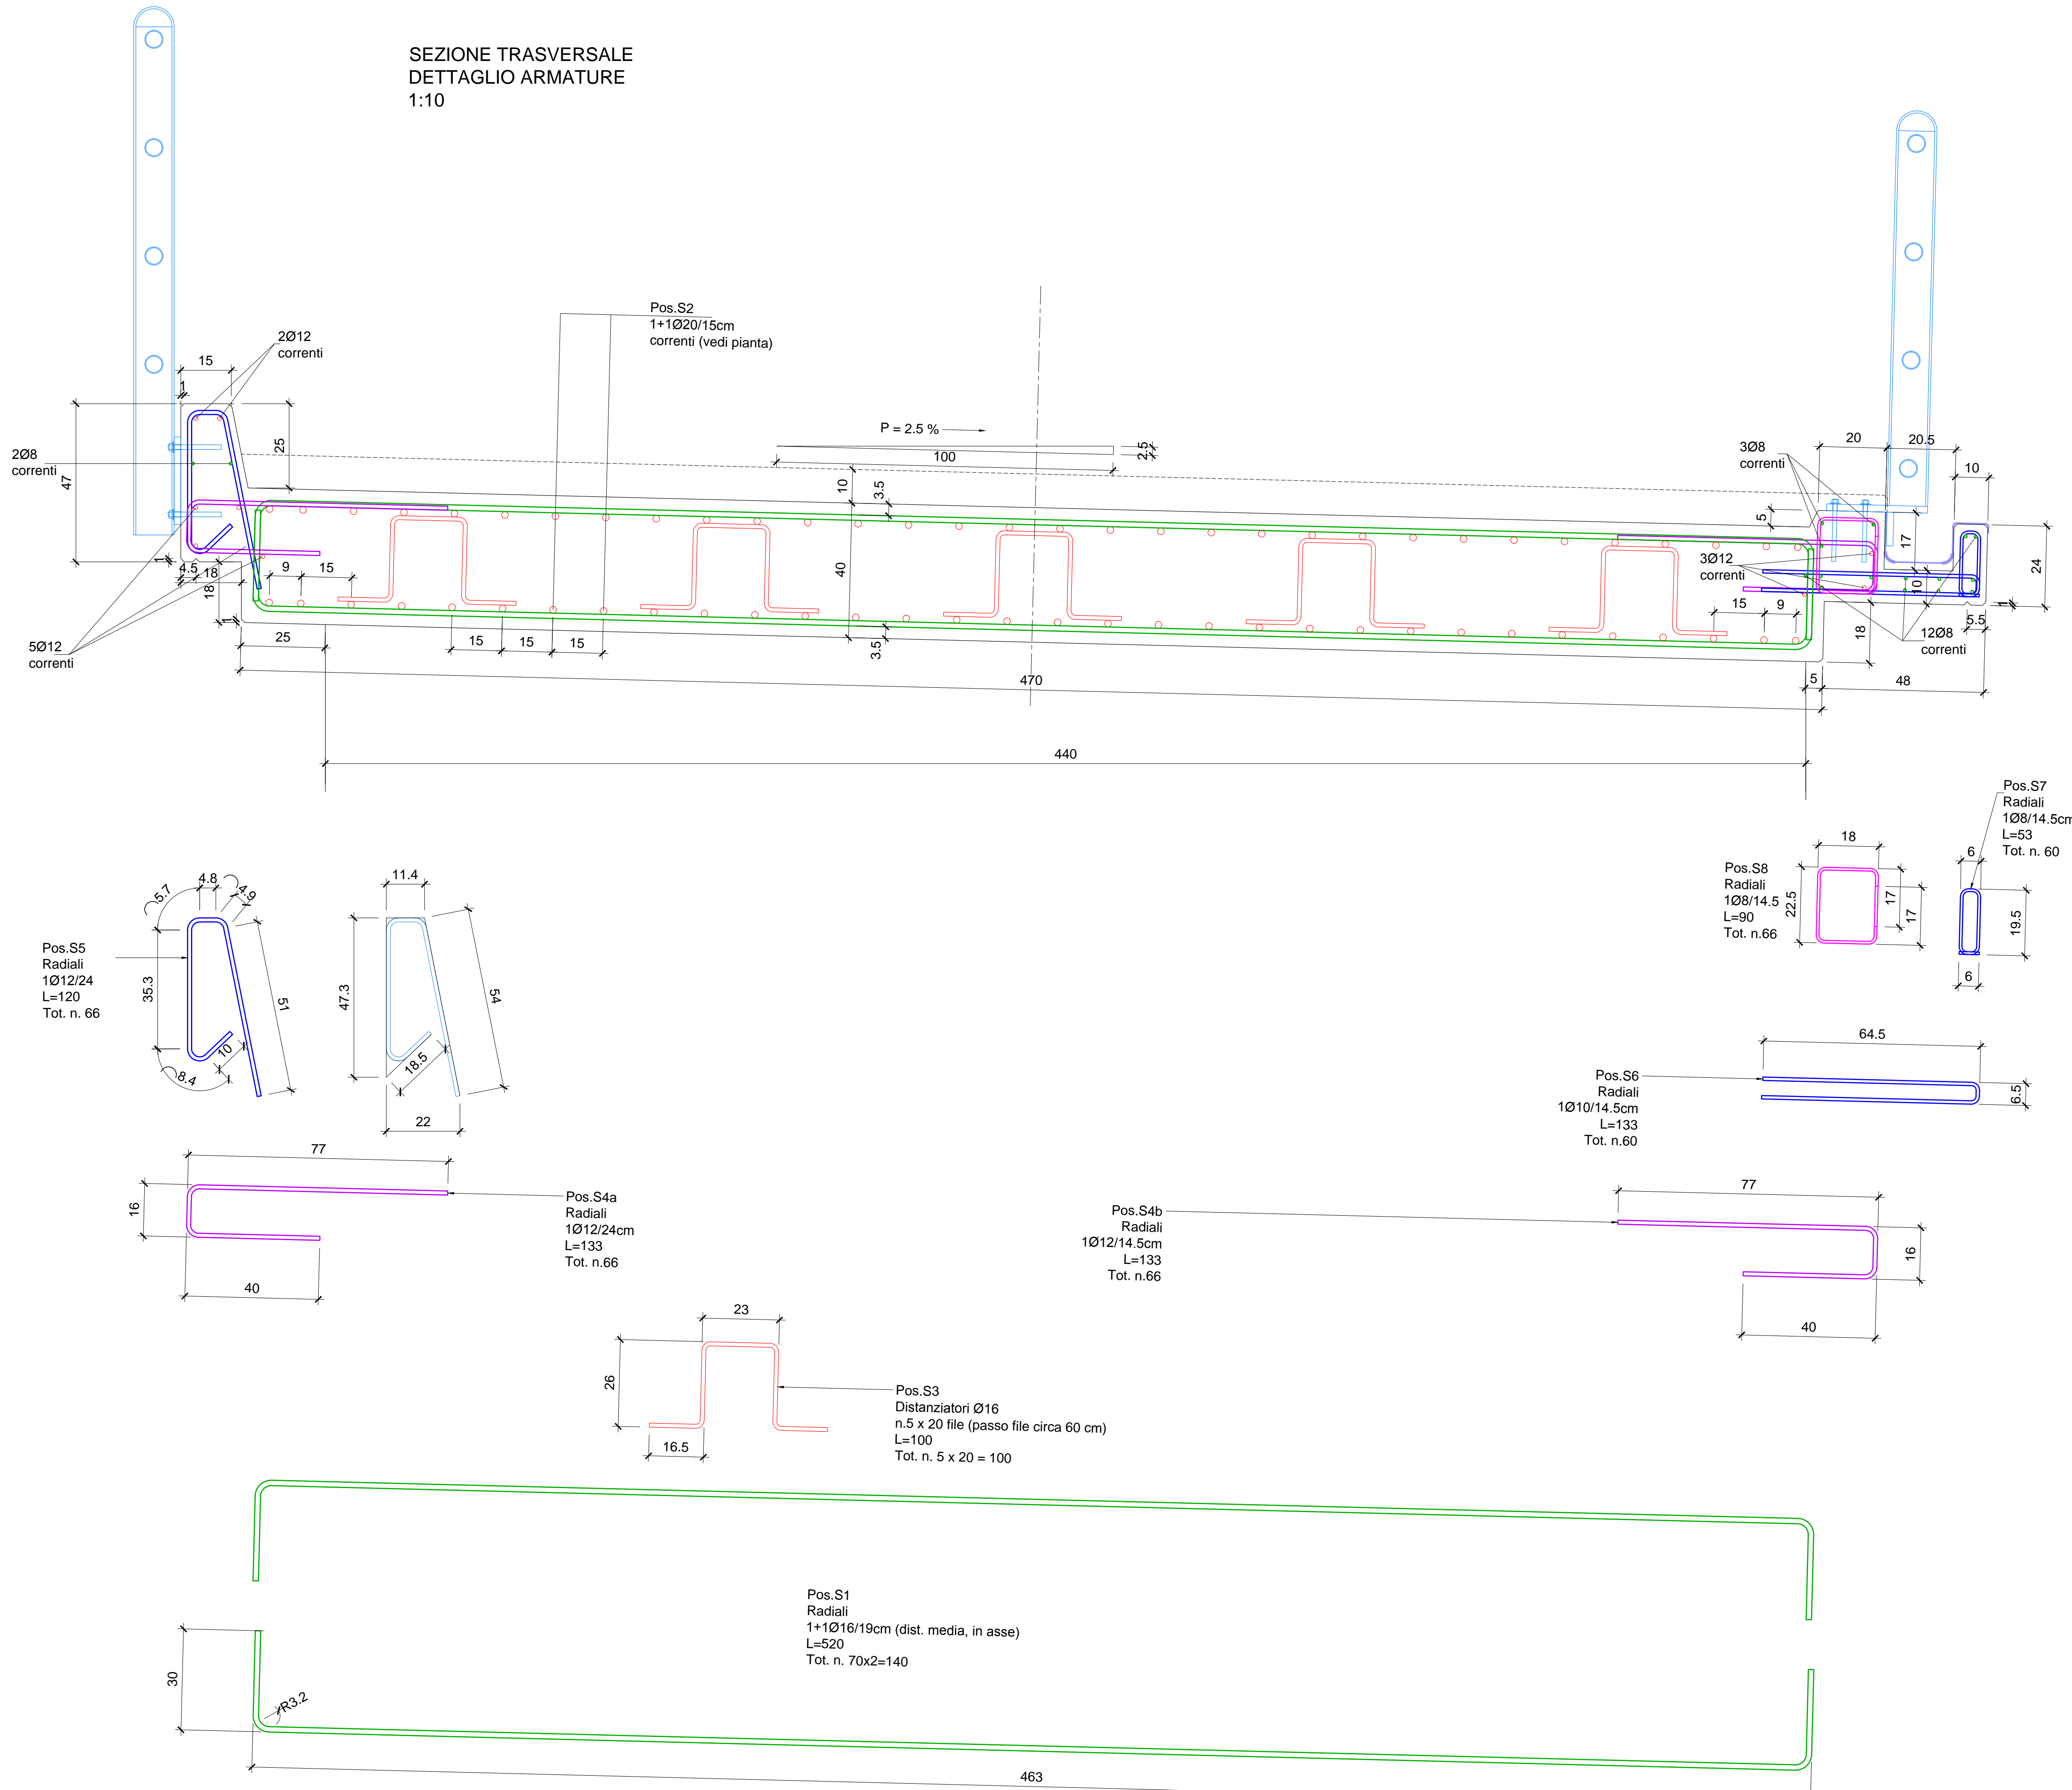 SEZIONE TRASVERSALE
DETTAGLIO ARMATURE
1:10
Pos.S2
1+1Ø20/15cm
correnti (vedi pianta)
2Ø12
correnti
15
1
25
47
2Ø8
correnti
P = 2.5 %
100
2.5
10
3.5
40
3.5
3Ø8
correnti
20
20.5
10
5
17
24
3Ø12
correnti
10
1
4.5
18
18
1
9
15
5Ø12
correnti
25
15
15
15
15
9
18
1
5.5
12Ø8
correnti
470
5
48
440
Pos.S7
Radiali
1Ø8/14.5cm
L=53
Tot. n. 60
6
19.5
6
Pos.S8
Radiali
1Ø8/14.5
L=90
Tot. n.66
18
22.5
17
17
5.7
4.8
4.9
Pos.S5
Radiali
1Ø12/24
L=120
Tot. n. 66
35.3
51
10
8.4
11.4
47.3
54
18.5
22
64.5
6.5
Pos.S6
Radiali
1Ø10/14.5cm
L=133
Tot. n.60
77
16
40
Pos.S4a
Radiali
1Ø12/24cm
L=133
Tot. n.66
Pos.S4b
Radiali
1Ø12/14.5cm
L=133
Tot. n.66
77
16
40
23
26
16.5
Pos.S3
Distanziatori Ø16
n.5 x 20 file (passo file circa 60 cm)
L=100
Tot. n. 5 x 20 = 100
Pos.S1
Radiali
1+1Ø16/19cm (dist. media, in asse)
L=520
Tot. n. 70x2=140
30
R3.2
463